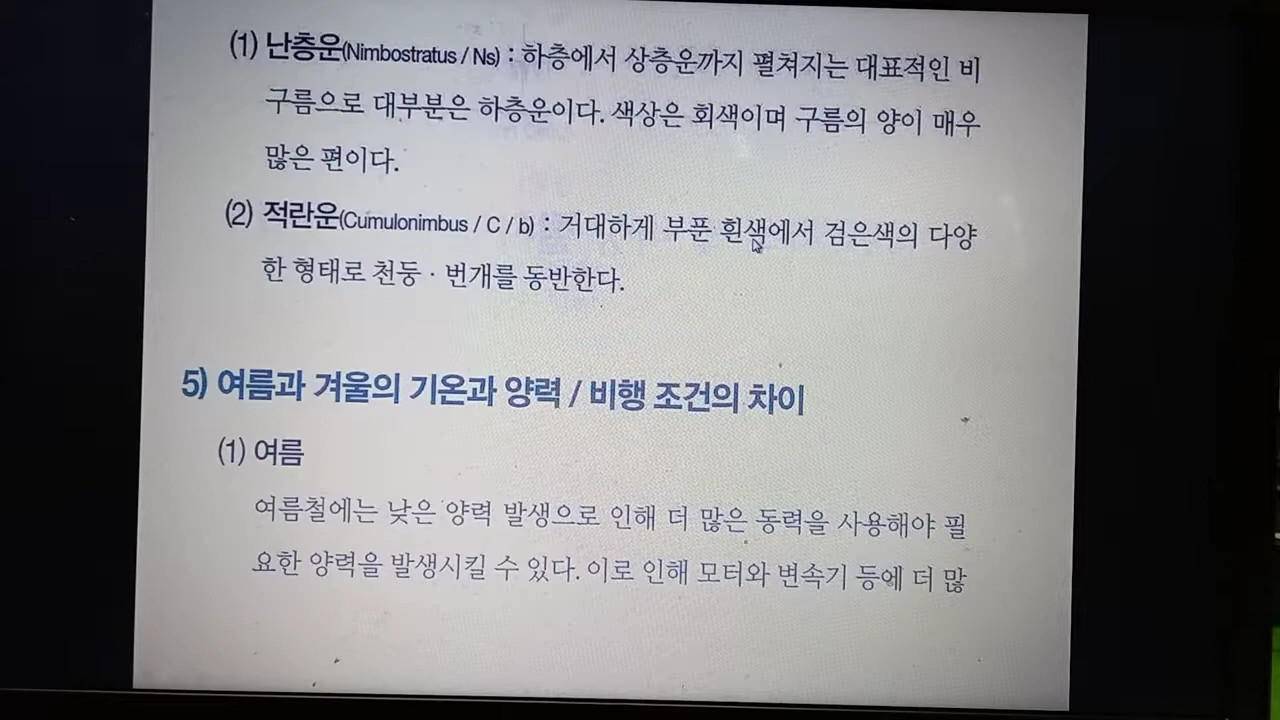 (1) 난층운(Nimbostratus / Ns) : 하층에서 상층운까지 펼쳐지는 대표적인 비
구름으로 대부분은 하층운이다. 색상은 회색이며 구름의 양이 매우
많은 편이다.
(2) 적란운(Cumulonimbus / C / b) : 거대하게 부푼 흰색에서 검은색의 다양
한 형태로 천둥 · 번개를 동반한다.
5) 여름과 겨울의 기온과 양력 / 비행 조건의 차이
(1) 여름
여름철에는 낮은 양력 발생으로 인해 더 많은 동력을 사용해야 필
요한 양력을 발생시킬 수 있다. 이로 인해 모터와 변속기 등에 더 많